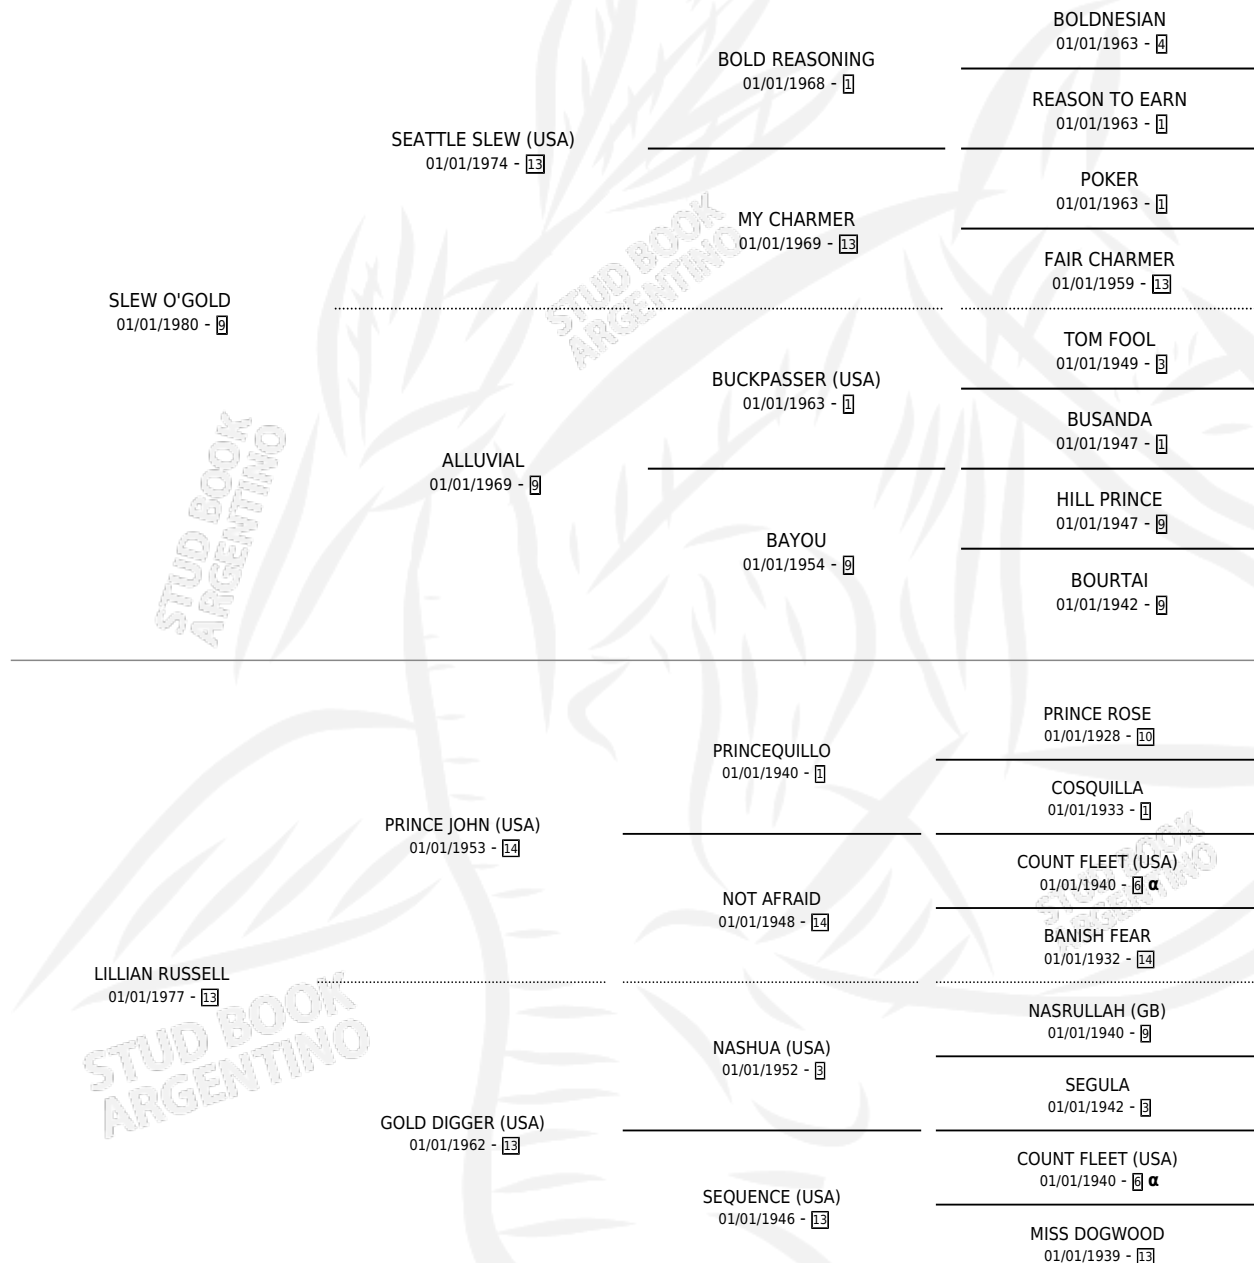 BOLDNESIAN
01/01/1963 - 4
BOLD REASONING
01/01/1968 - 1
REASON TO EARN
01/01/1963 - 1
SEATTLE SLEW (USA)
01/01/1974 - 13
POKER
01/01/1963 - 1
MY CHARMER
01/01/1969 - 13
FAIR CHARMER
01/01/1959 - 13
SLEW O'GOLD
01/01/1980 - 9
STUD BOOK
ARGENTINO
TOM FOOL
01/01/1949 - 3
BUCKPASSER (USA)
01/01/1963 - 1
BUSANDA
01/01/1947 - 1
ALLUVIAL
01/01/1969 - 9
HILL PRINCE
01/01/1947 - 9
BAYOU
01/01/1954 - 9
BOURTAI
01/01/1942 - 9
STUD BOOK
ARGENTINO
PRINCE ROSE
01/01/1928 - 10
PRINCEQUILLO
01/01/1940 - 1
COSQUILLA
01/01/1933 - 1
PRINCE JOHN (USA)
01/01/1953 - 14
COUNT FLEET (USA)
01/01/1940 - 6 α
NOT AFRAID
01/01/1948 - 14
BANISH FEAR
01/01/1932 - 14
STUD BOOK
ARGENTINO
LILLIAN RUSSELL
01/01/1977 - 13
STUD BOOK
ARGENTINO
NASRULLAH (GB)
01/01/1940 - 9
NASHUA (USA)
01/01/1952 - 3
SEGULA
01/01/1942 - 3
GOLD DIGGER (USA)
01/01/1962 - 13
COUNT FLEET (USA)
01/01/1940 - 6 α
SEQUENCE (USA)
01/01/1946 - 13
MISS DOGWOOD
01/01/1939 - 13